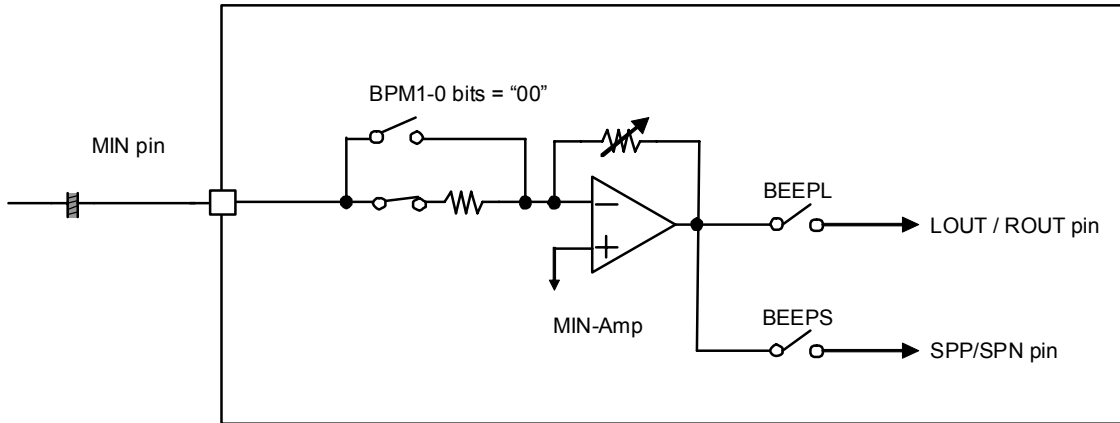 BPM1-0 bits = “00”
MIN pin
BEEPL
LOUT / ROUT pin
MIN-Amp
BEEPS
SPP/SPN pin